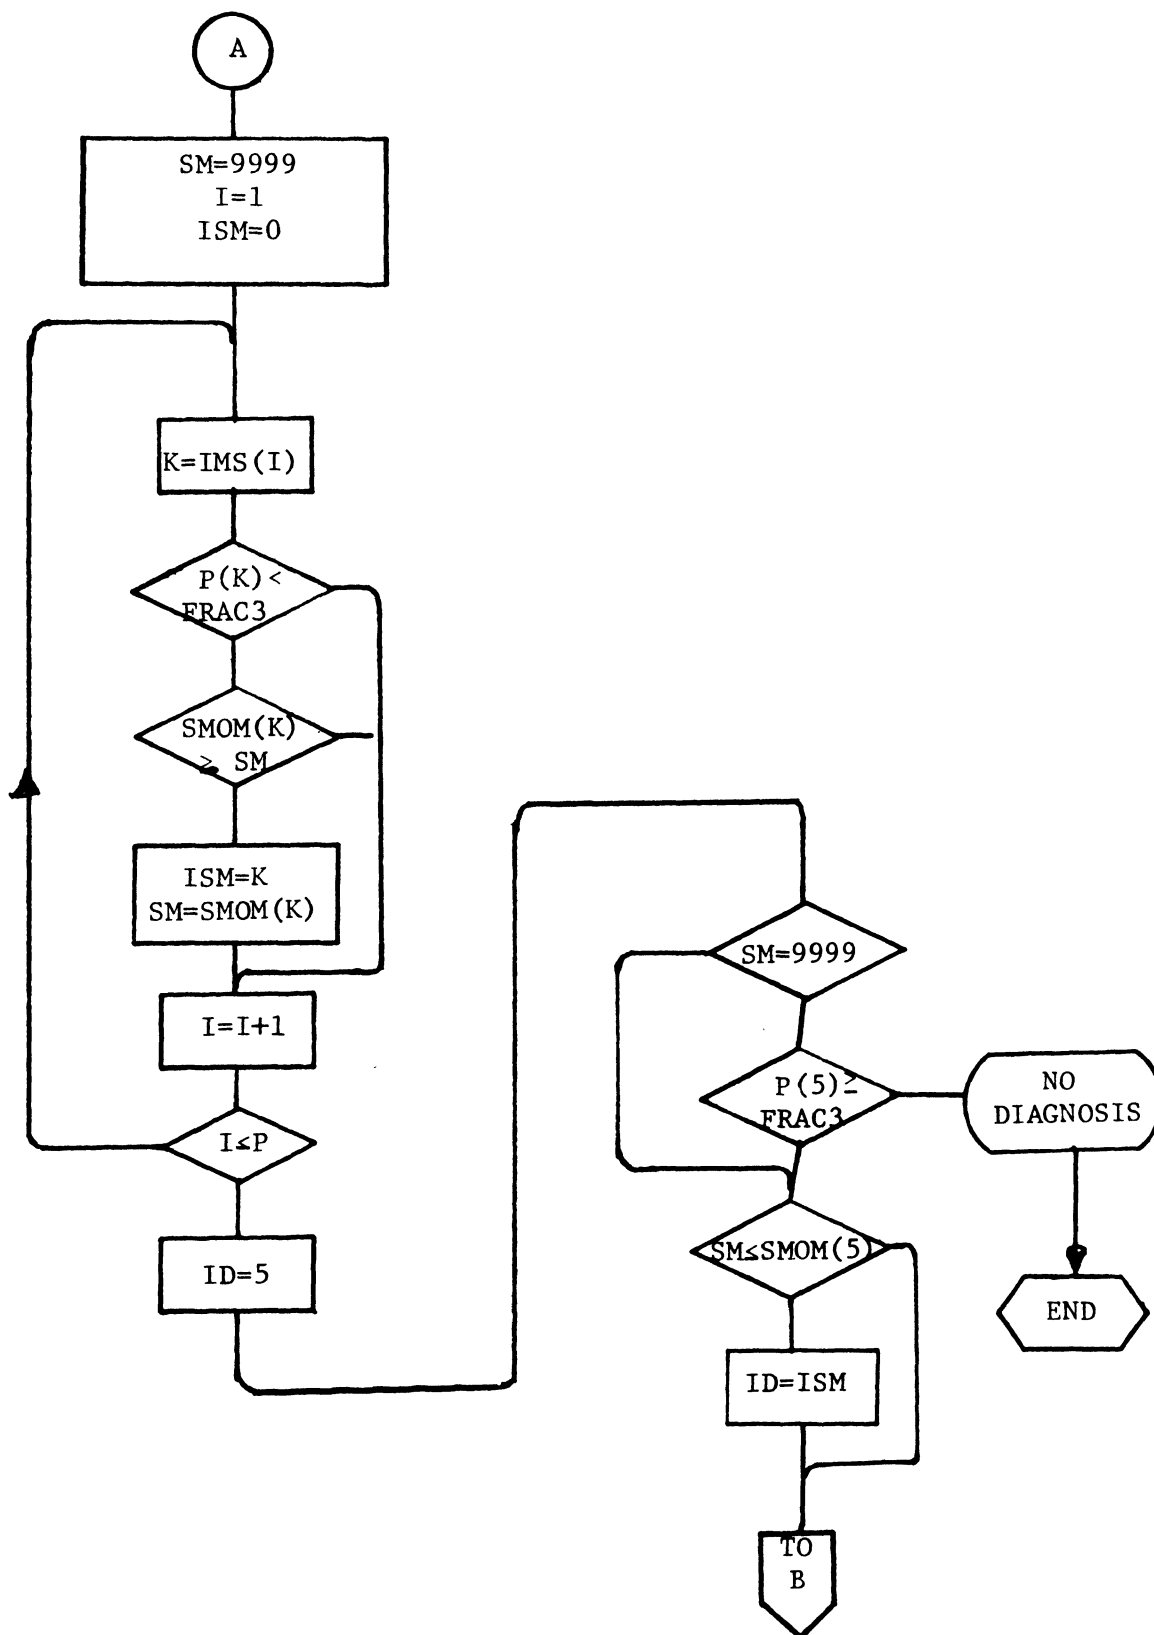 A
SM=9999
I=1
ISM=0
K=IMS(I)
P(K)<
FRAC3
SMOM(K)
≥ SM
ISM=K
SM=SMOM(K)
I=I+1
I≤P
ID=5
SM=9999
P(5)≥
FRAC3
NO
DIAGNOSIS
SM≤SMOM(5)
END
ID=ISM
TO
B